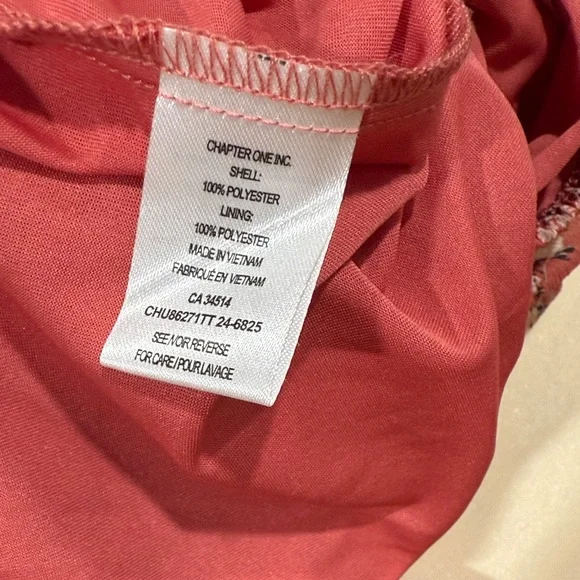 CHAPTER ONE INC.
SHELL:
100% POLYESTER
LINING:
100% POLYESTER
MADE IN VIETNAM
FABRIQUÉ EN VIETNAM
CA 34514
CHU86271TT 24-6825
SEE/VOIR REVERSE
FOR CARE/POUR LAVAGE